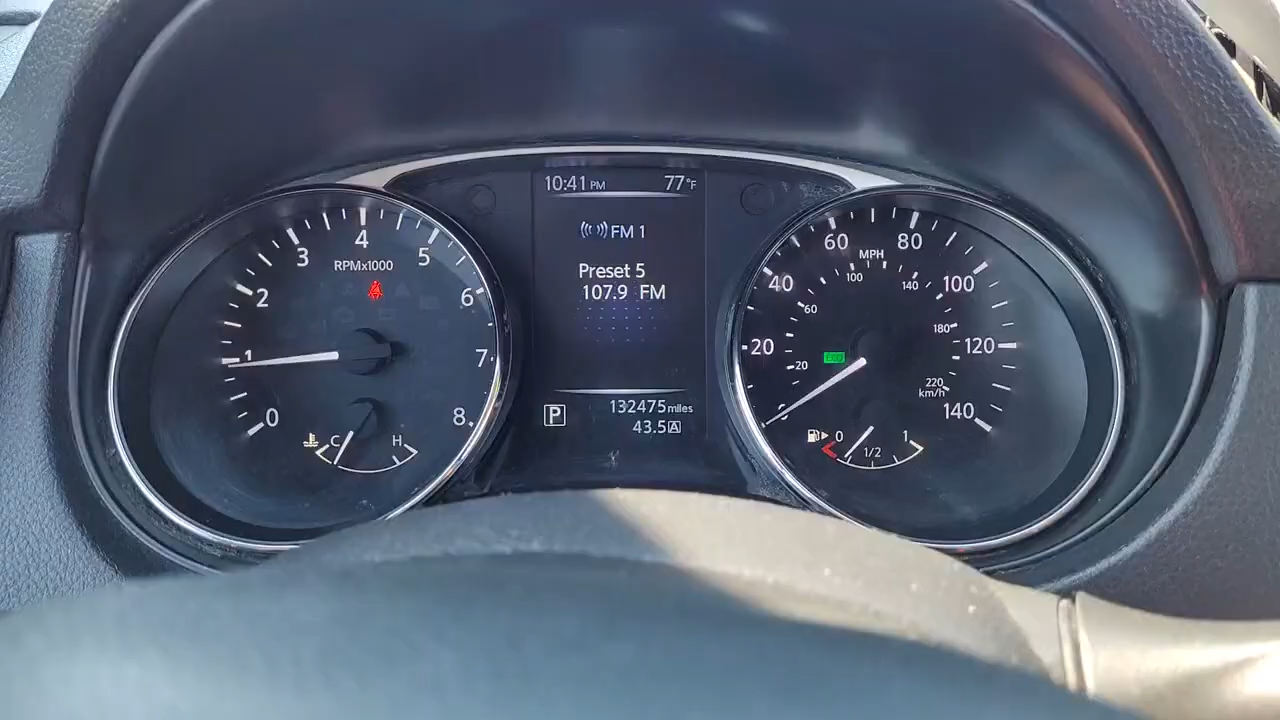 10:41 PM 77°F
FM 1
Preset 5
107.9 FM
132475 miles
43.5 A
P
0
1
2
3
4
5
6
7
8
RPMx1000
C H
20
40
60
80
100
120
140
MPH
20
60
100
140
180
220
km/h
ECO
0 1/2 1